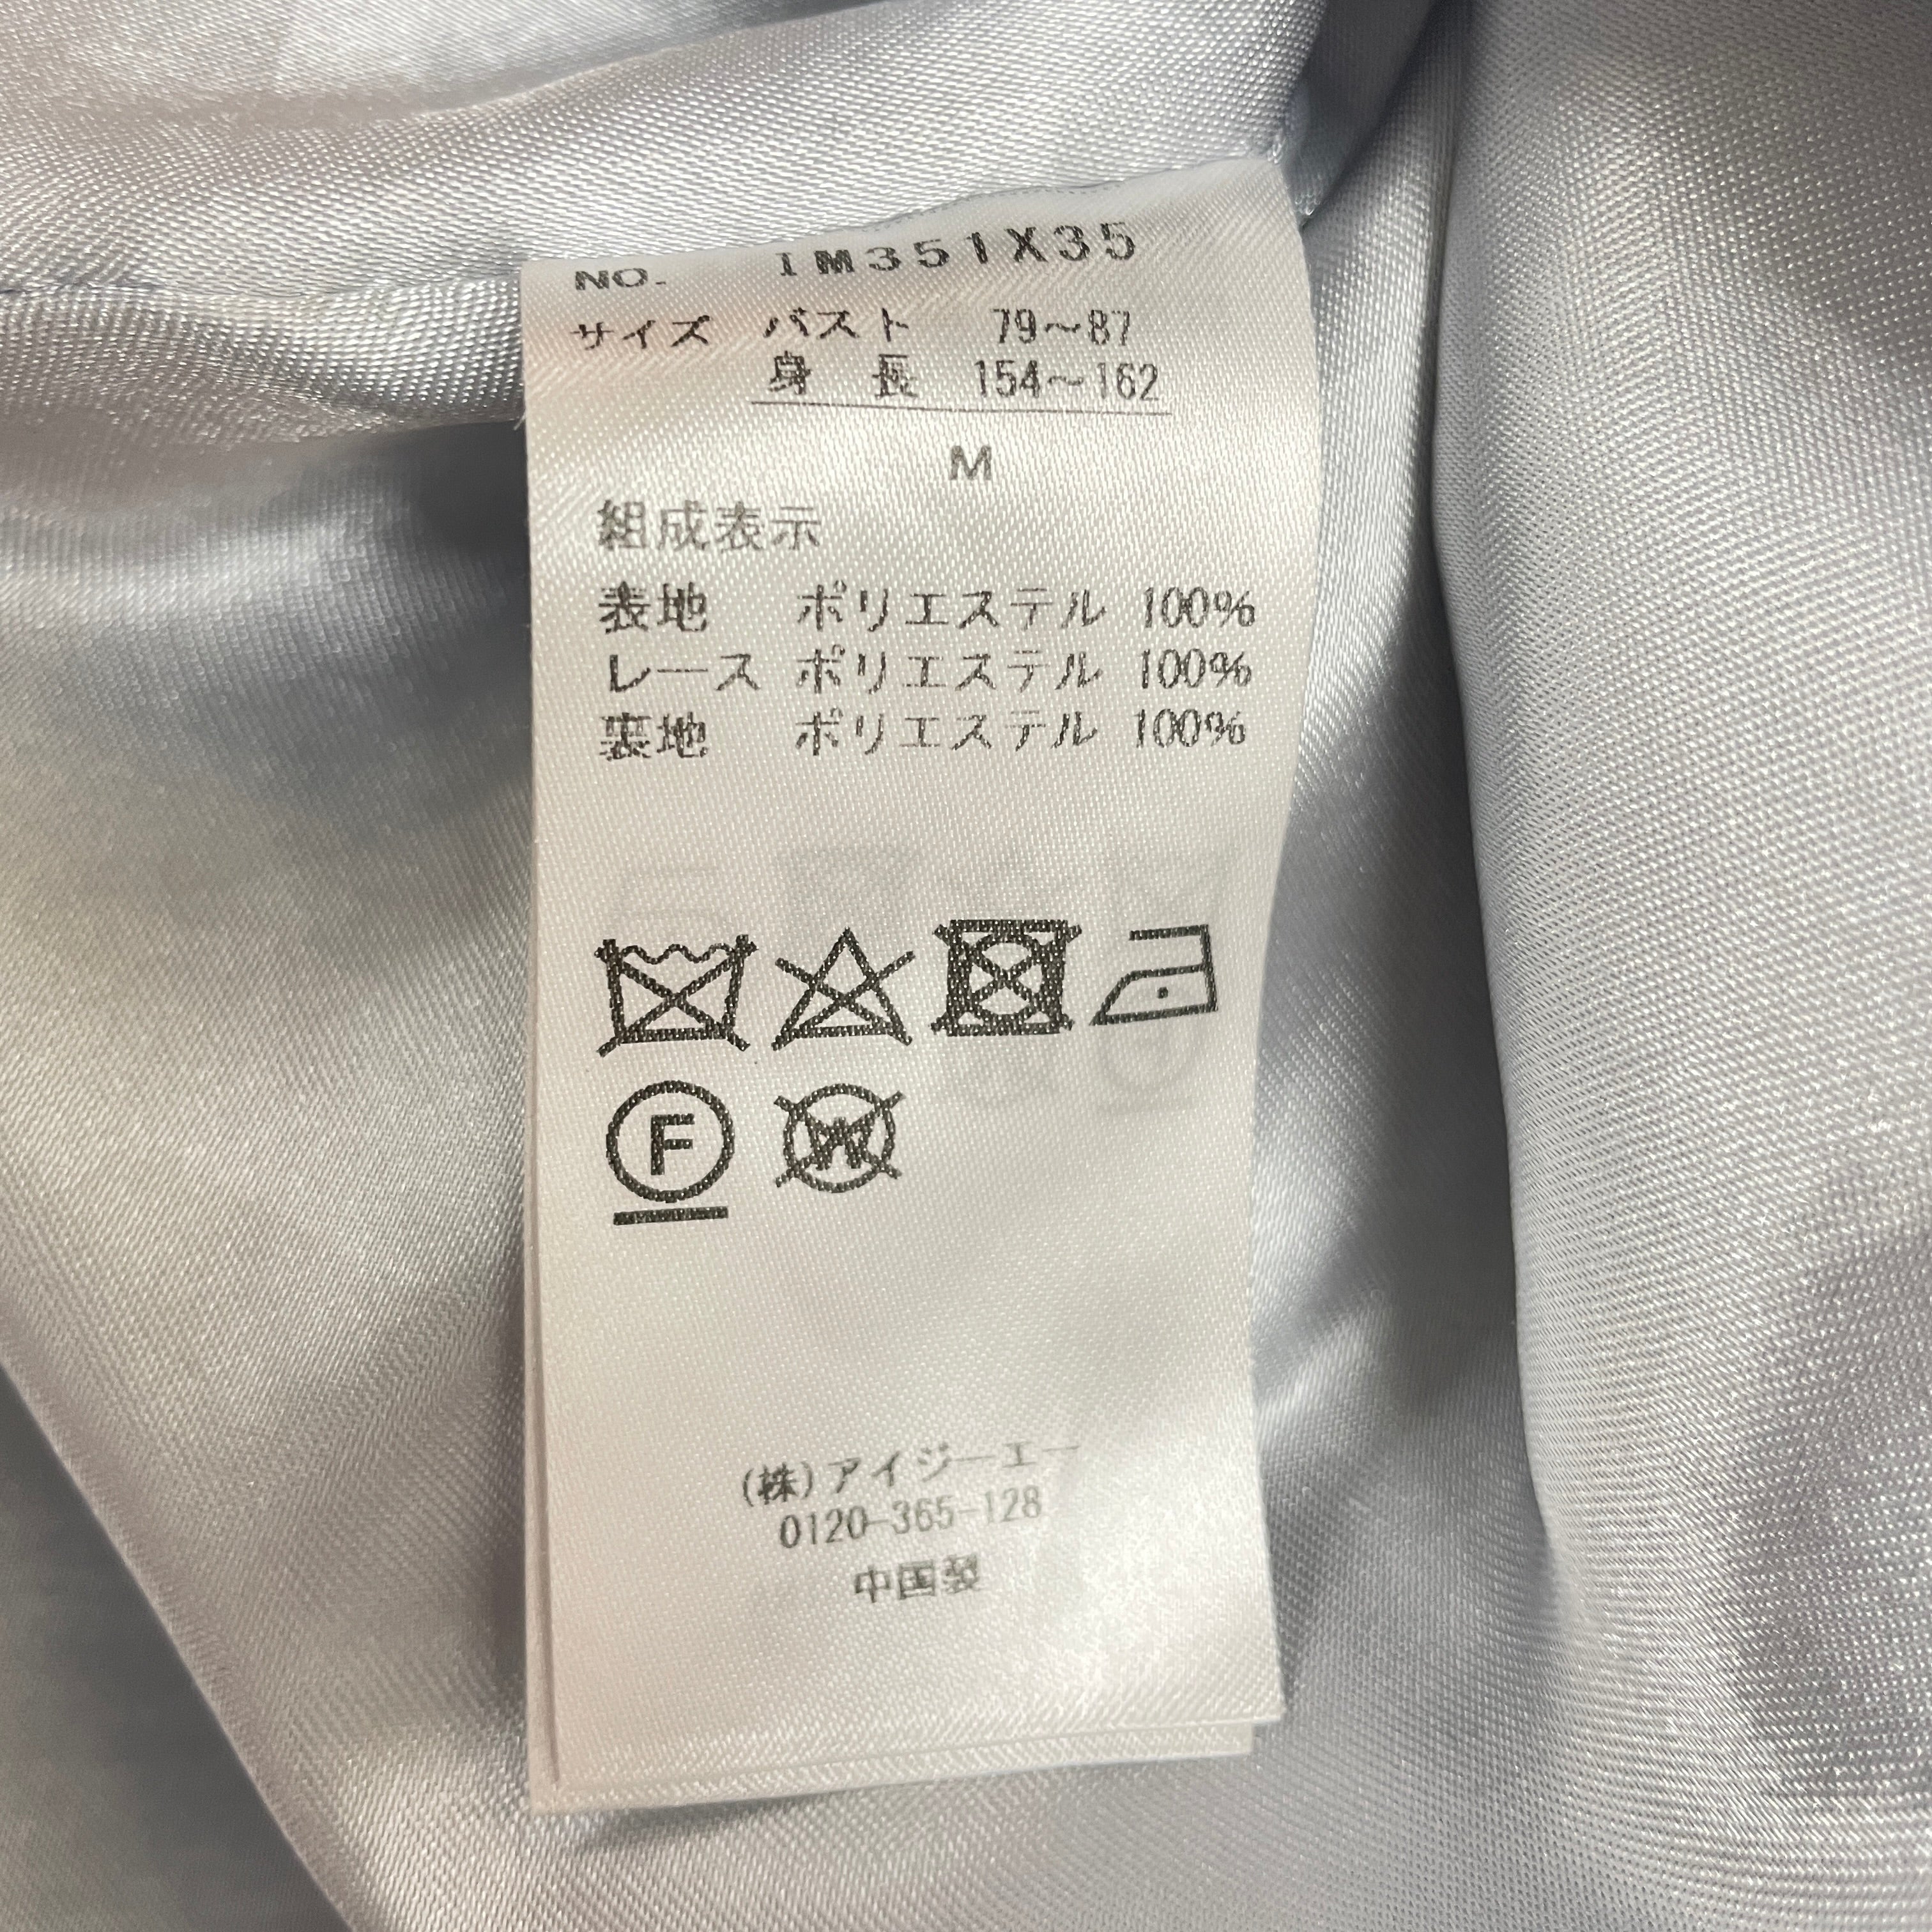 NO. IM351X35
サイズ バスト 79～87
身長 154～162
M
組成表示
表地 ポリエステル 100%
レース ポリエステル 100%
裏地 ポリエステル 100%
F W
(株)アイジーエー
0120-365-128
中国製